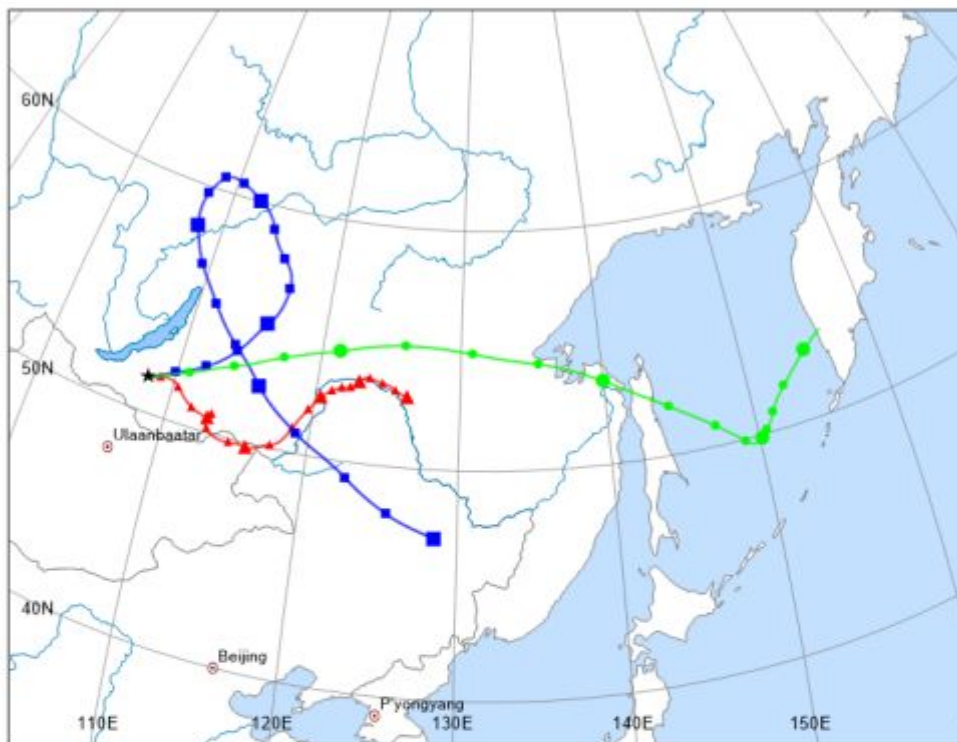 60N
50N
Ulaanbaatar
40N
Beijing
P'yongyang
110E
120E
130E
140E
150E